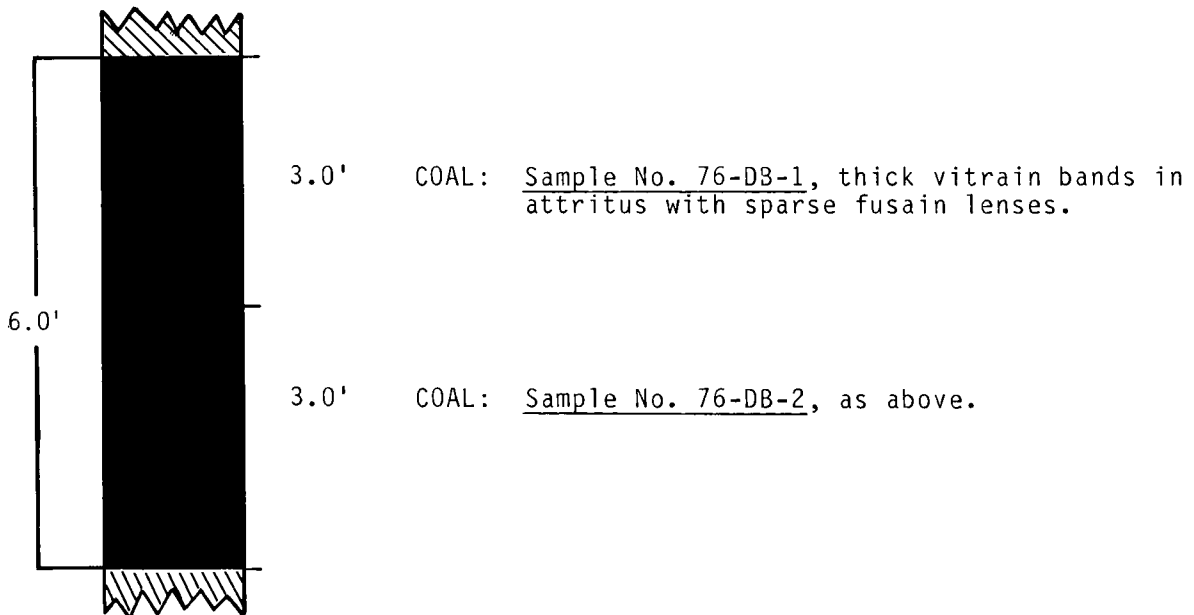 3.0' COAL: Sample No. 76-DB-1, thick vitrain bands in
attritus with sparse fusain lenses.
6.0'
3.0' COAL: Sample No. 76-DB-2, as above.